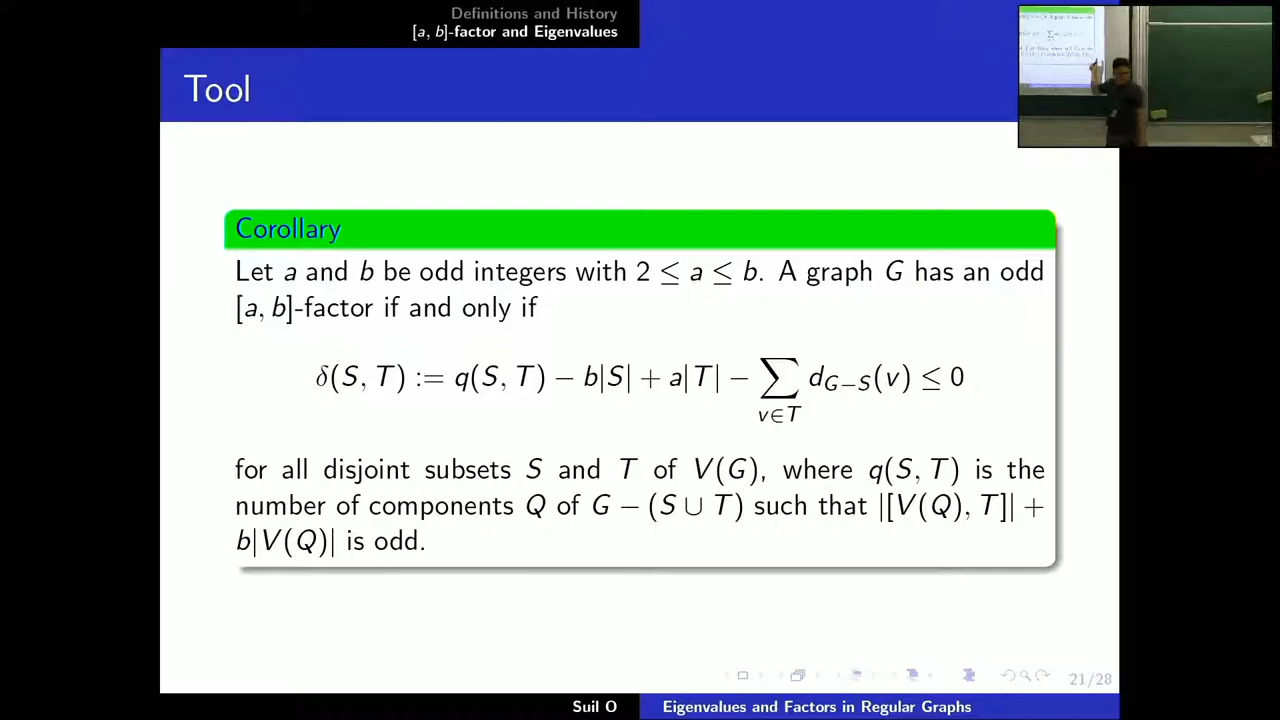 Definitions and History
[a, b]-factor and Eigenvalues
Tool
Corollary
Let a and b be odd integers with 2 ≤ a ≤ b. A graph G has an odd
[a, b]-factor if and only if
δ(S, T) := q(S, T) − b|S| + a|T| − ∑_{v∈T} d_{G−S}(v) ≤ 0
for all disjoint subsets S and T of V(G), where q(S, T) is the
number of components Q of G − (S ∪ T) such that |[V(Q), T]| +
b|V(Q)| is odd.
21/28
Suil O
Eigenvalues and Factors in Regular Graphs